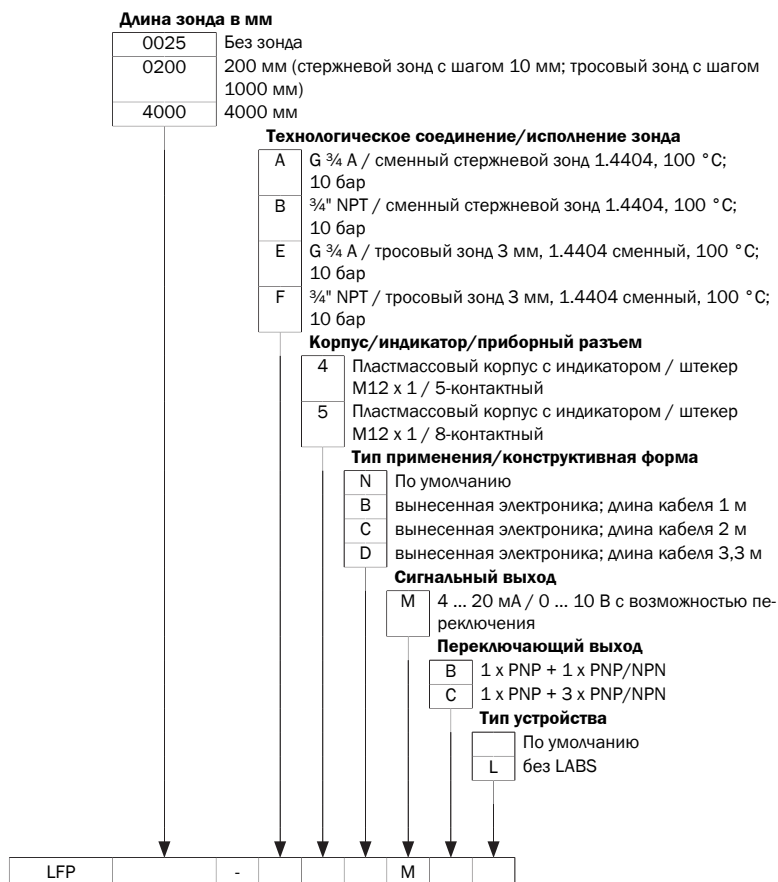 Длина зонда в мм
0025 Без зонда
0200 200 мм (стержневой зонд с шагом 10 мм; тросовый зонд с шагом
1000 мм)
4000 4000 мм
Технологическое соединение/исполнение зонда
A G ¾ A / сменный стержневой зонд 1.4404, 100 °C;
10 бар
B ¾" NPT / сменный стержневой зонд 1.4404, 100 °C;
10 бар
E G ¾ A / тросовый зонд 3 мм, 1.4404 сменный, 100 °C;
10 бар
F ¾" NPT / тросовый зонд 3 мм, 1.4404 сменный, 100 °C;
10 бар
Корпус/индикатор/приборный разъем
4 Пластмассовый корпус с индикатором / штекер
M12 x 1 / 5-контактный
5 Пластмассовый корпус с индикатором / штекер
M12 x 1 / 8-контактный
Тип применения/конструктивная форма
N По умолчанию
B вынесенная электроника; длина кабеля 1 м
C вынесенная электроника; длина кабеля 2 м
D вынесенная электроника; длина кабеля 3,3 м
Сигнальный выход
M 4 ... 20 мА / 0 ... 10 В с возможностью пе-
реключения
Переключающий выход
B 1 x PNP + 1 x PNP/NPN
C 1 x PNP + 3 x PNP/NPN
Тип устройства
По умолчанию
L без LABS
LFP - M